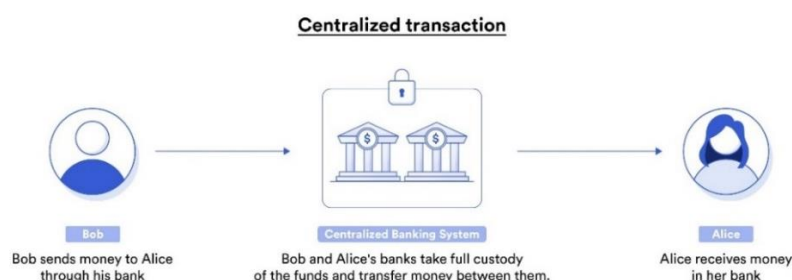 Centralized transaction
$ $
Bob
Centralized Banking System
Alice
Bob sends money to Alice
through his bank
Bob and Alice's banks take full custody
of the funds and transfer money between them.
Alice receives money
in her bank